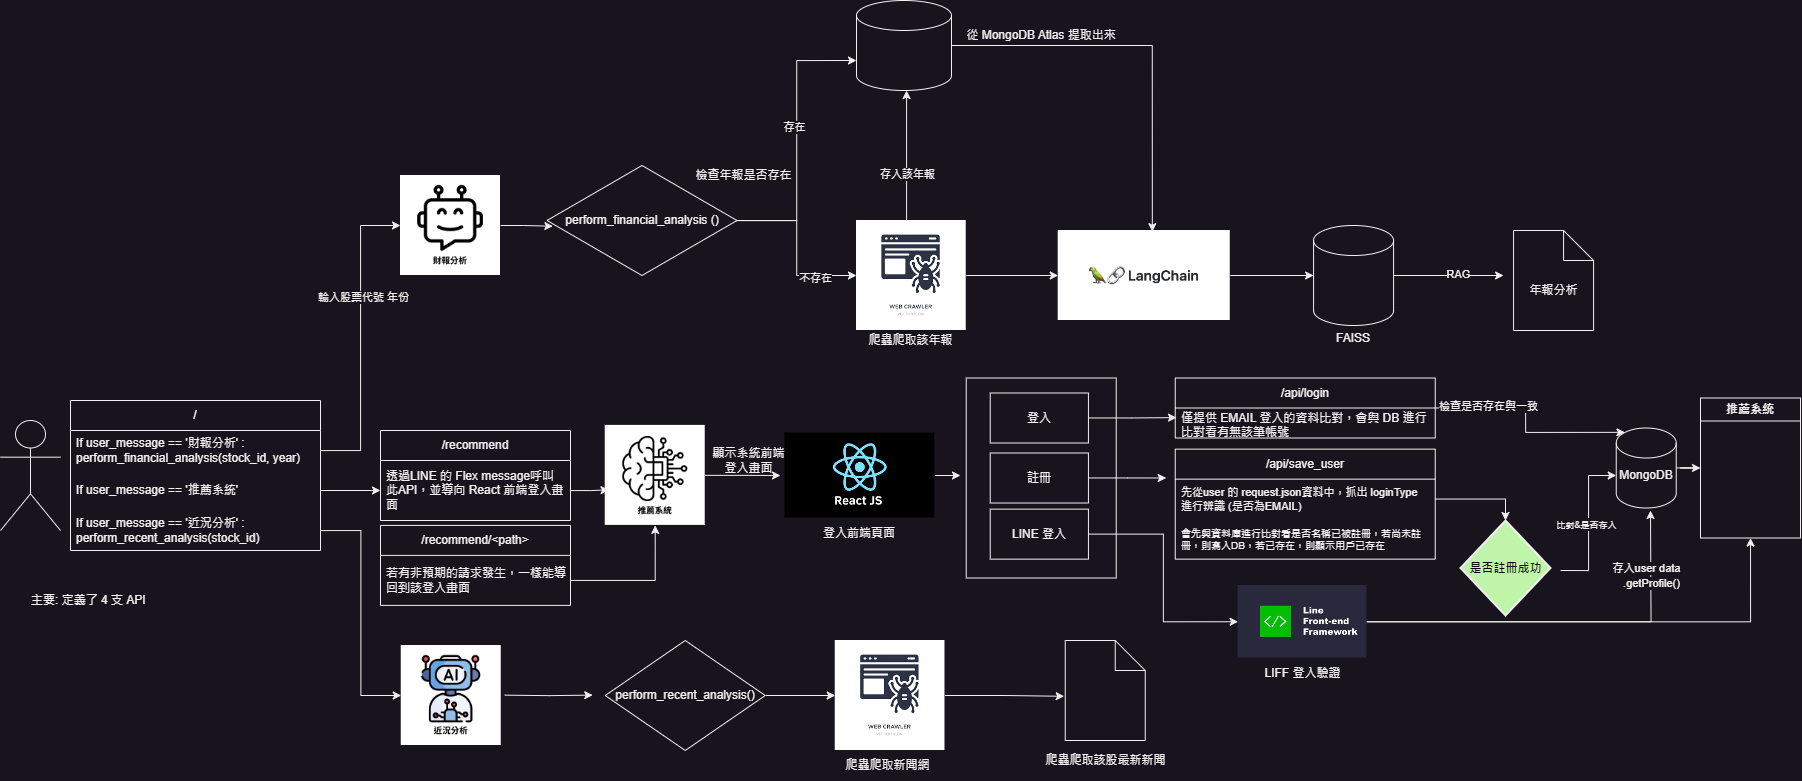 從 MongoDB Atlas 提取出來
存在
檢查年報是否存在
存入該年報
perform_financial_analysis ()
財報分析
不存在
WEB CRAWLER
爬蟲爬取該年報
LangChain
FAISS
RAG
年報分析
輸入股票代號 年份
/
If user_message == '財報分析' :
perform_financial_analysis(stock_id, year)
If user_message == '推薦系統'
If user_message == '近況分析' :
perform_recent_analysis(stock_id)
主要: 定義了 4 支 API
/recommend
透過LINE 的 Flex message呼叫
此API，並導向 React 前端登入畫
面
/recommend/<path>
若有非預期的請求發生，一樣能導
回到該登入畫面
推薦系統
顯示系統前端
登入畫面
React JS
登入前端頁面
登入
註冊
LINE 登入
/api/login
僅提供 EMAIL 登入的資料比對，會與 DB 進行
比對看有無該筆帳號
/api/save_user
先從user 的 request.json資料中，抓出 loginType
進行辨識 (是否為EMAIL)
會先與資料庫進行比對看是否名稱已被註冊，若尚未註
冊，則寫入DB，若已存在，則顯示用戶已存在
檢查是否存在與一致
MongoDB
推薦系統
比對&是否存入
是否註冊成功
存入user data
.getProfile()
Line
Front-end
Framework
LIFF 登入驗證
AI
近況分析
perform_recent_analysis()
WEB CRAWLER
爬蟲爬取新聞網
爬蟲爬取該股最新新聞